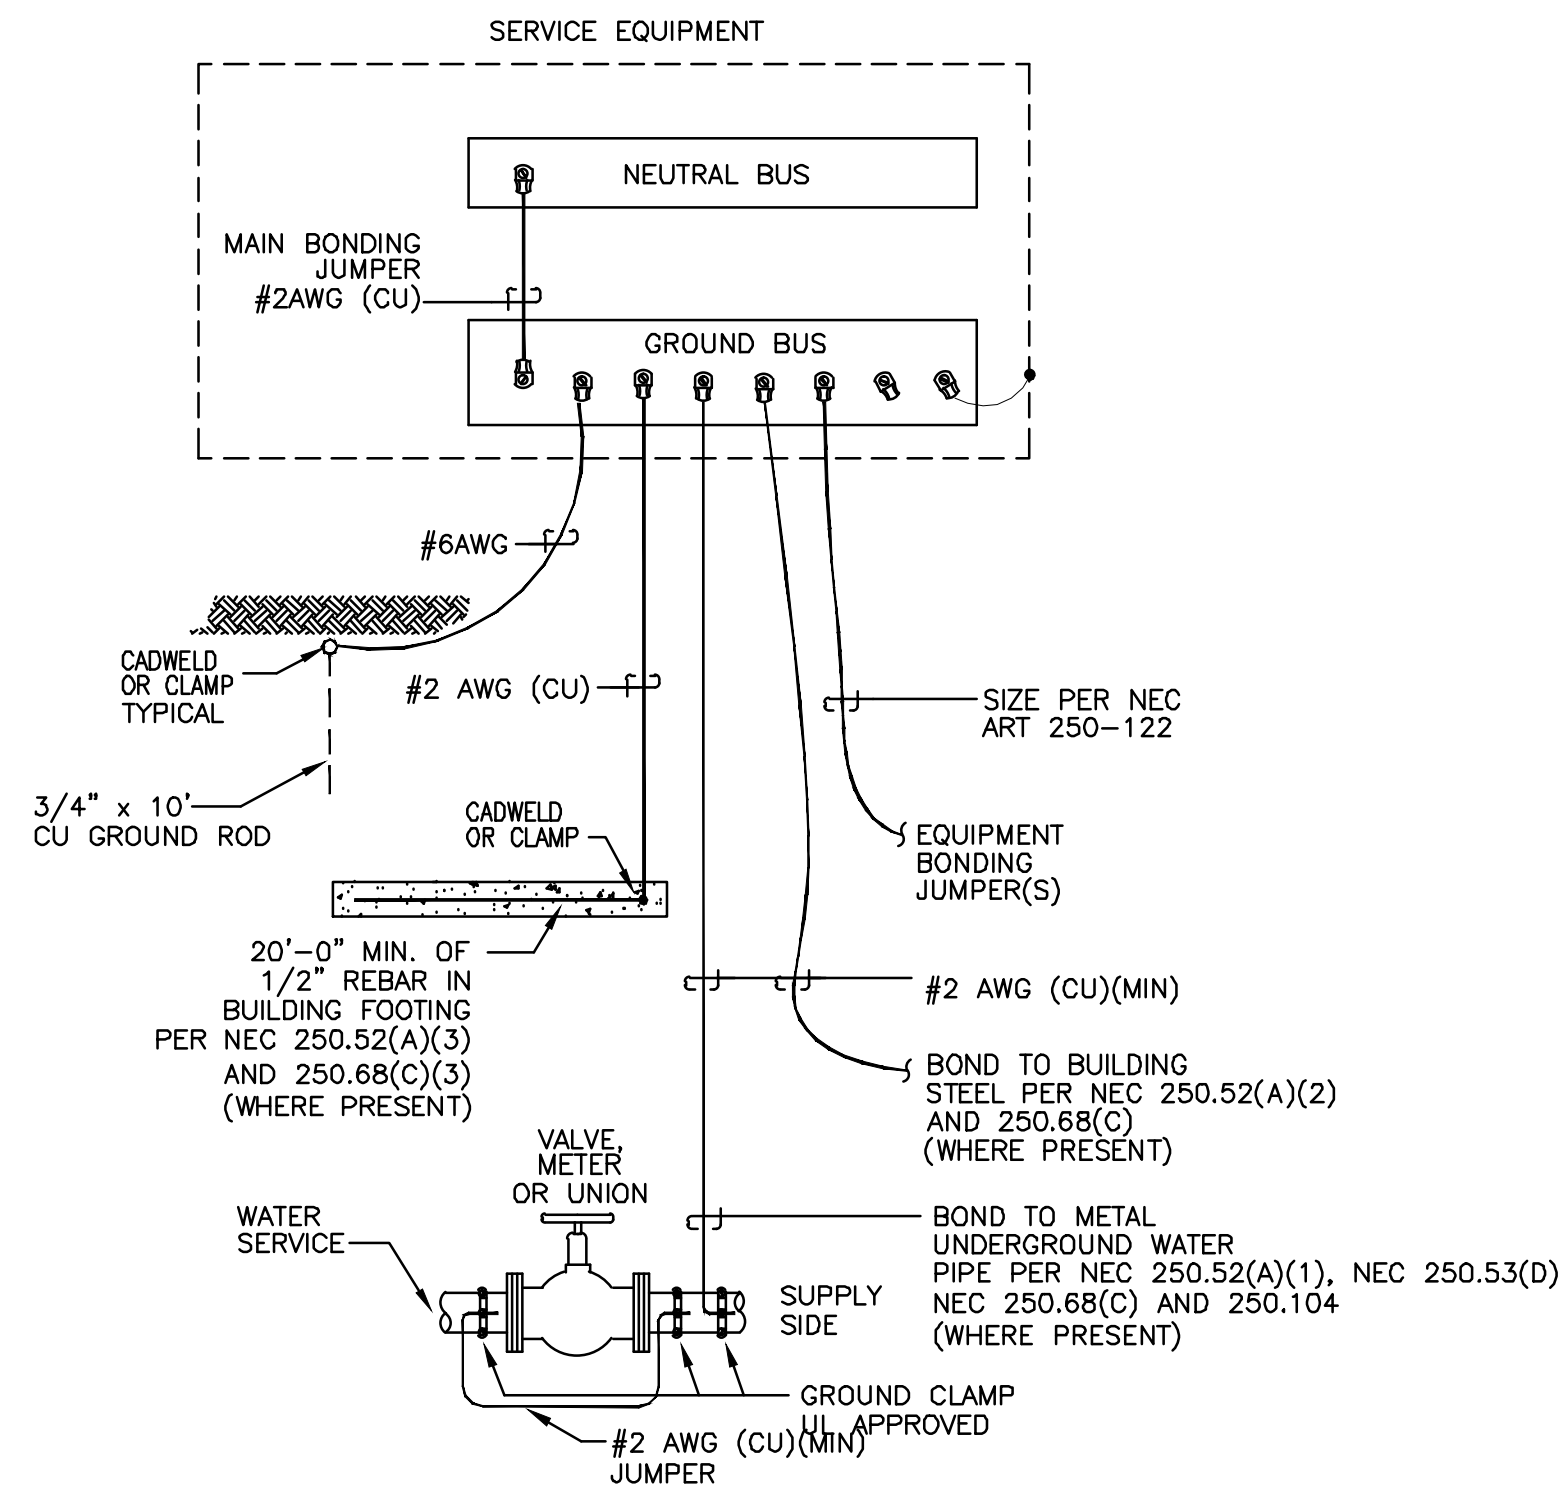 SERVICE EQUIPMENT
NEUTRAL BUS
MAIN BONDING
JUMPER
#2AWG (CU)
GROUND BUS
#6AWG
CADWELD
OR CLAMP
TYPICAL
#2 AWG (CU)
SIZE PER NEC
ART 250-122
3/4" x 10'
CU GROUND ROD
CADWELD
OR CLAMP
EQUIPMENT
BONDING
JUMPER(S)
20'-0" MIN. OF
1/2" REBAR IN
BUILDING FOOTING
PER NEC 250.52(A)(3)
AND 250.68(C)(3)
(WHERE PRESENT)
#2 AWG (CU)(MIN)
BOND TO BUILDING
STEEL PER NEC 250.52(A)(2)
AND 250.68(C)
(WHERE PRESENT)
VALVE,
METER
OR UNION
WATER
SERVICE
BOND TO METAL
UNDERGROUND WATER
PIPE PER NEC 250.52(A)(1), NEC 250.53(D)
NEC 250.68(C) AND 250.104
(WHERE PRESENT)
SUPPLY
SIDE
GROUND CLAMP
UL APPROVED
#2 AWG (CU)(MIN)
JUMPER